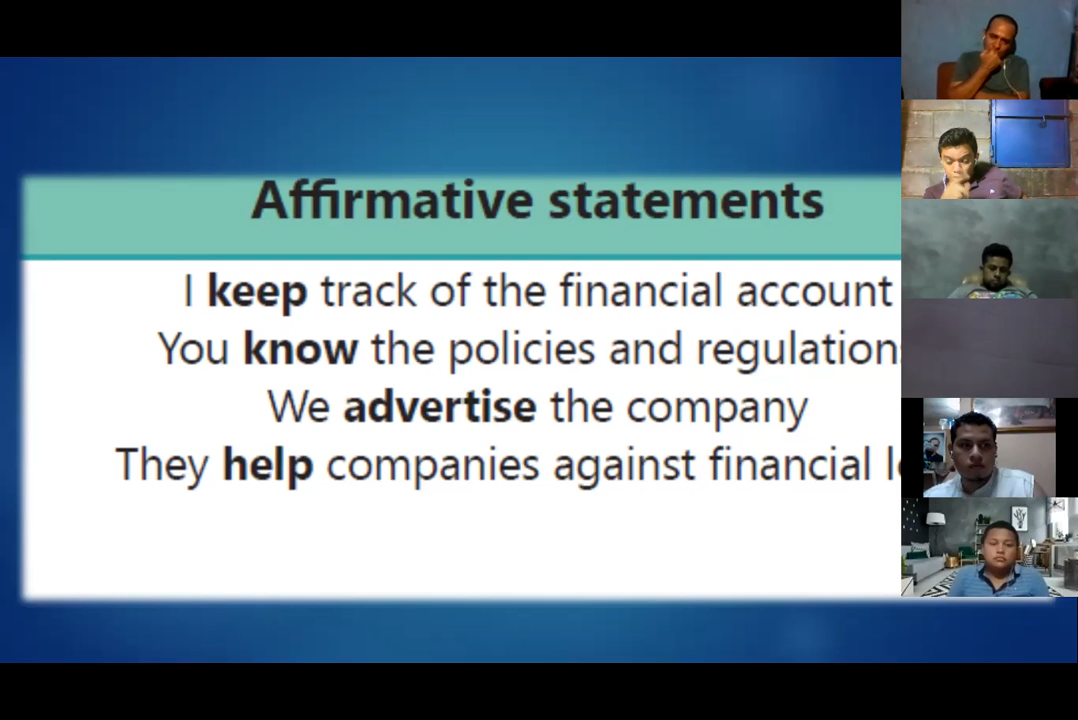 Affirmative statements
I keep track of the financial account
You know the policies and regulation
We advertise the company
They help companies against financial